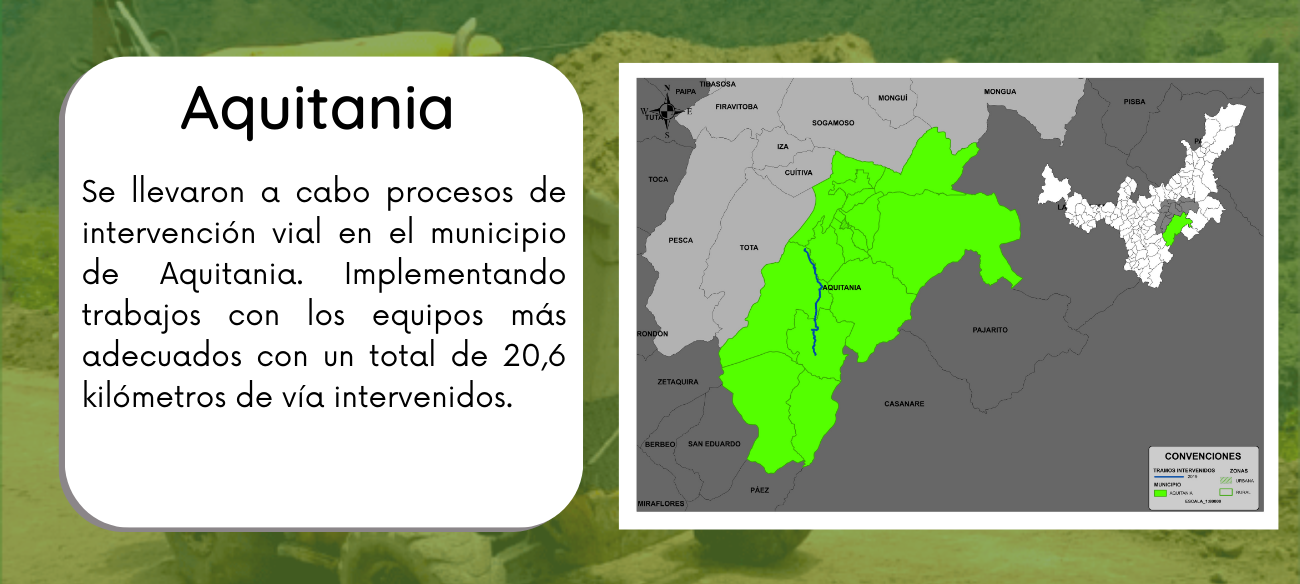 Aquitania
Se llevaron a cabo procesos de
intervención vial en el municipio
de Aquitania. Implementando
trabajos con los equipos más
adecuados con un total de 20,6
kilómetros de vía intervenidos.
TIBASOSA
PAIPA
N
FIRAVITOBA
MONGUÍ
MONGUA
PISBA
W
E
S
SOGAMOSO
IZA
CUÍTIVA
TOCA
PESCA
TOTA
AQUITANIA
RONDON
PAJARITO
ZETAQUIRA
CASANARE
BERBEO
SAN EDUARDO
PÁEZ
MIRAFLORES
CONVENCIONES
TRAMOS INTERVENIDOS
ZONAS
URBANA
MUNICIPIO
AQUITANIA
RURAL